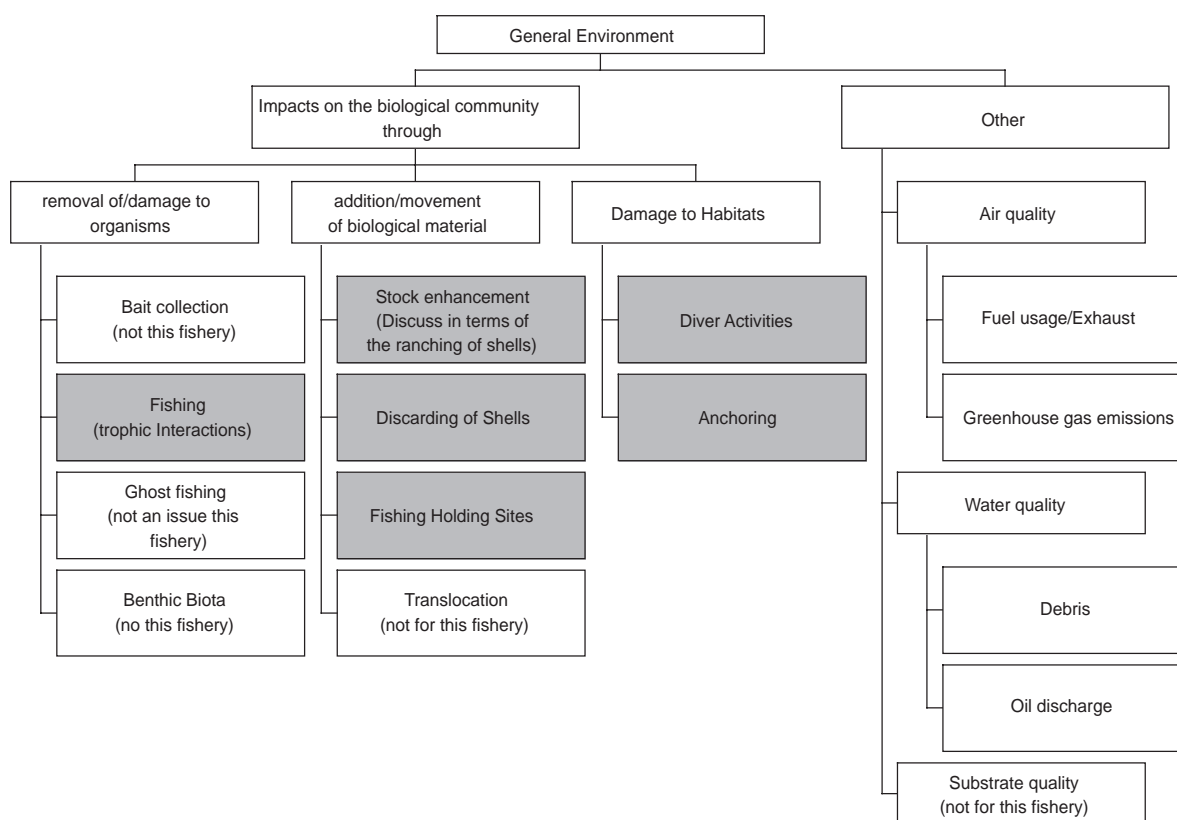 General Environment
Impacts on the biological community
through
Other
removal of/damage to
organisms
addition/movement
of biological material
Damage to Habitats
Air quality
Bait collection
(not this fishery)
Stock enhancement
(Discuss in terms of
the ranching of shells)
Diver Activities
Fuel usage/Exhaust
Fishing
(trophic Interactions)
Discarding of Shells
Anchoring
Greenhouse gas emissions
Ghost fishing
(not an issue this
fishery)
Fishing Holding Sites
Water quality
Benthic Biota
(no this fishery)
Translocation
(not for this fishery)
Debris
Oil discharge
Substrate quality
(not for this fishery)